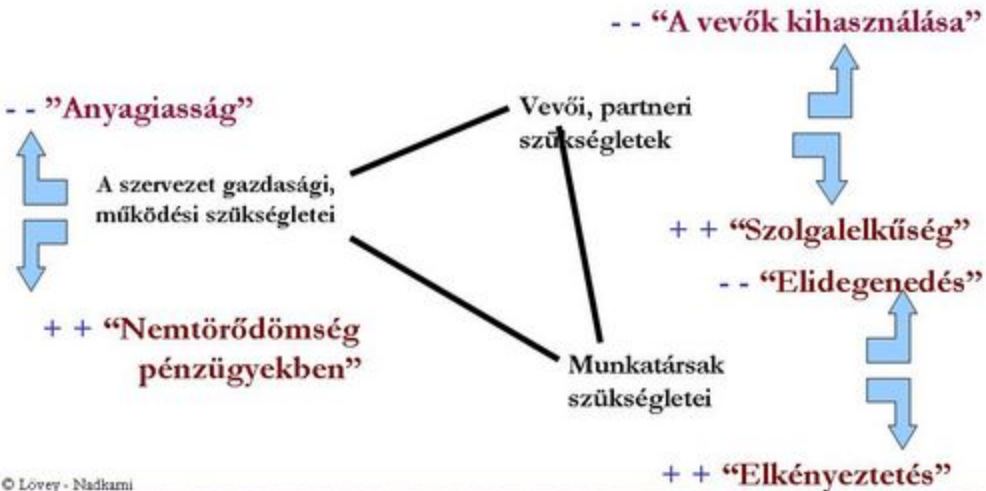 - - “A vevők kihasználása”
- - ”Anyagiasság”
Vevői, partneri
szükségletek
A szervezet gazdasági,
működési szükségletei
+ + “Szolgalelkűség”
- - “Elidegenedés”
+ + “Nemtörődömség
pénzügyekben”
Munkatársak
szükségletei
+ + “Elkényeztetés”
© Lövey - Nadkarni